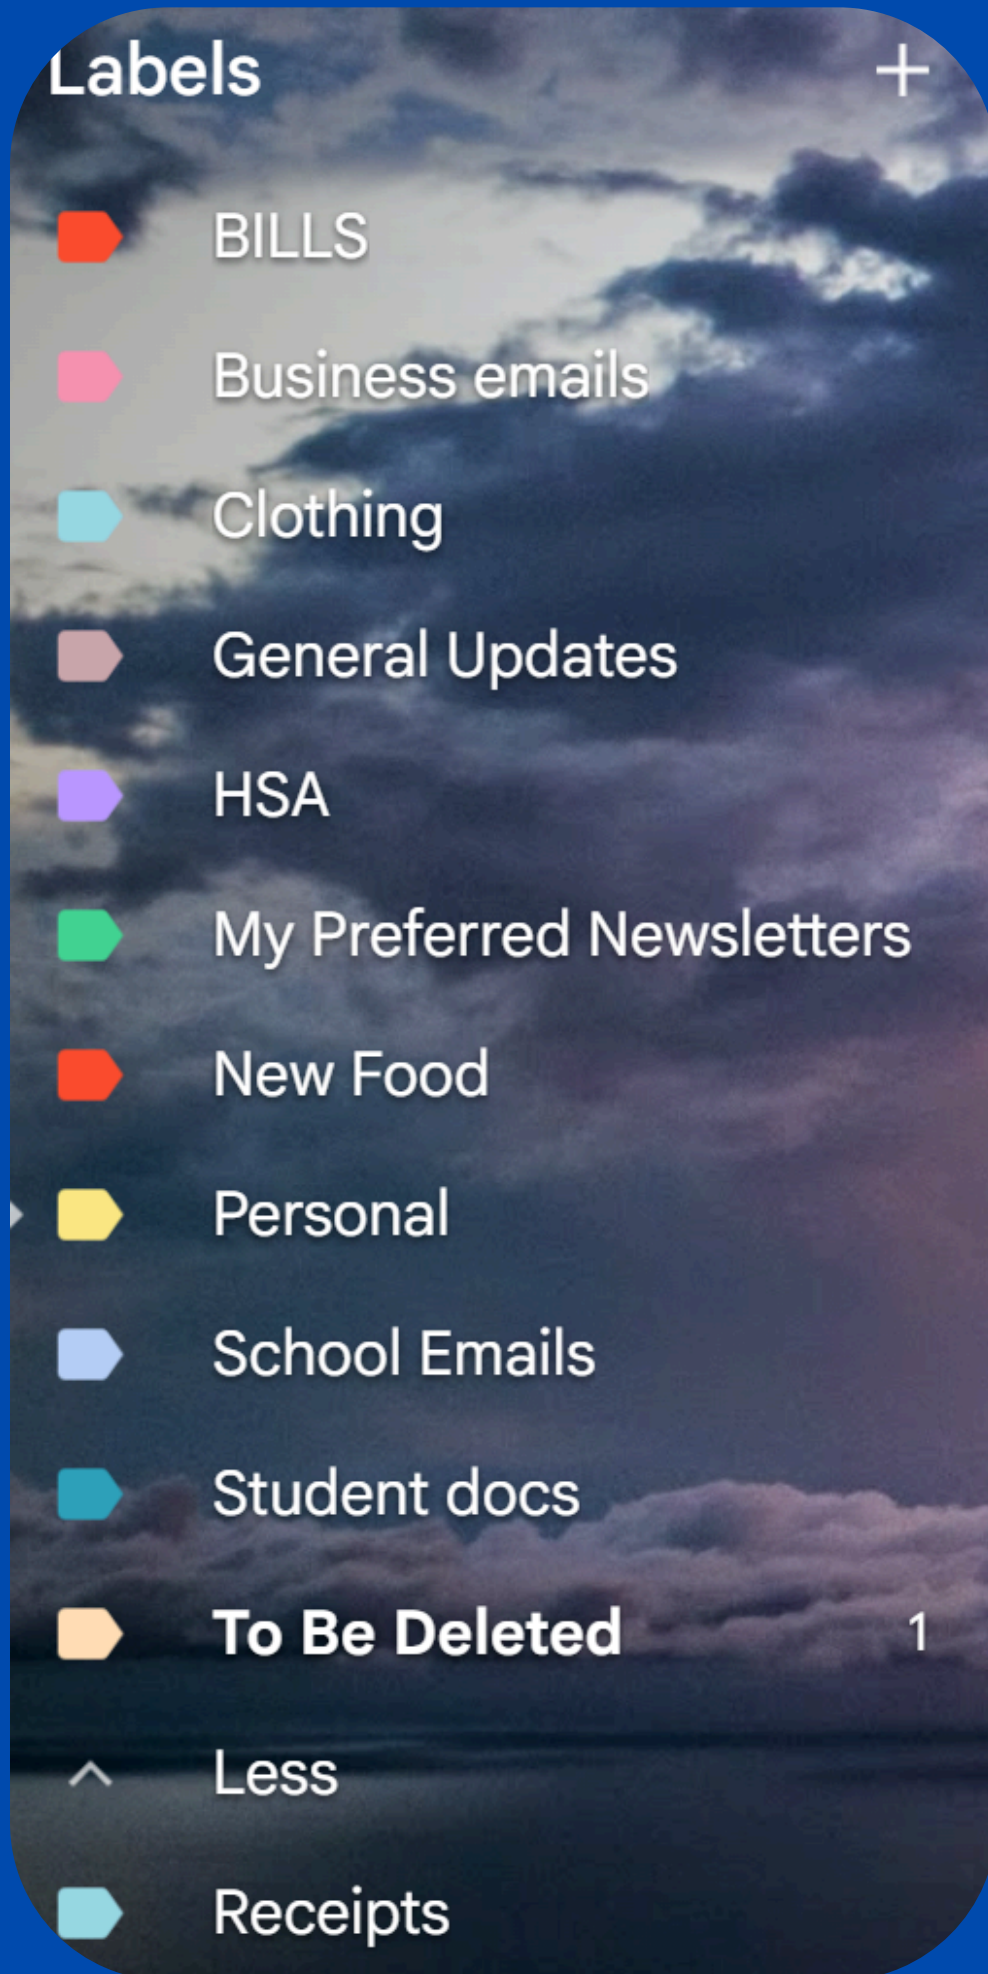 Labels
BILLS
Business emails
Clothing
General Updates
HSA
My Preferred Newsletters
New Food
Personal
School Emails
Student docs
To Be Deleted 1
Less
Receipts